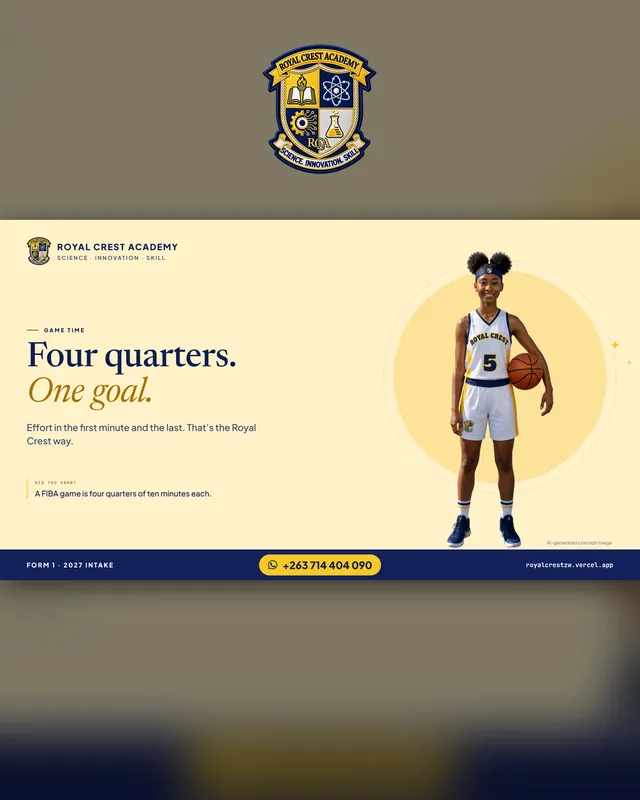 ROYAL CREST ACADEMY
RCA
SCIENCE. INNOVATION. SKILL
ROYAL CREST ACADEMY
SCIENCE · INNOVATION · SKILL
GAME TIME
Four quarters.
One goal.
Effort in the first minute and the last. That's the Royal
Crest way.
DID YOU KNOW?
A FIBA game is four quarters of ten minutes each.
ROYAL CREST
5
AI-generated concept image
FORM 1 · 2027 INTAKE
+263 714 404 090
royalcrestzw.vercel.app